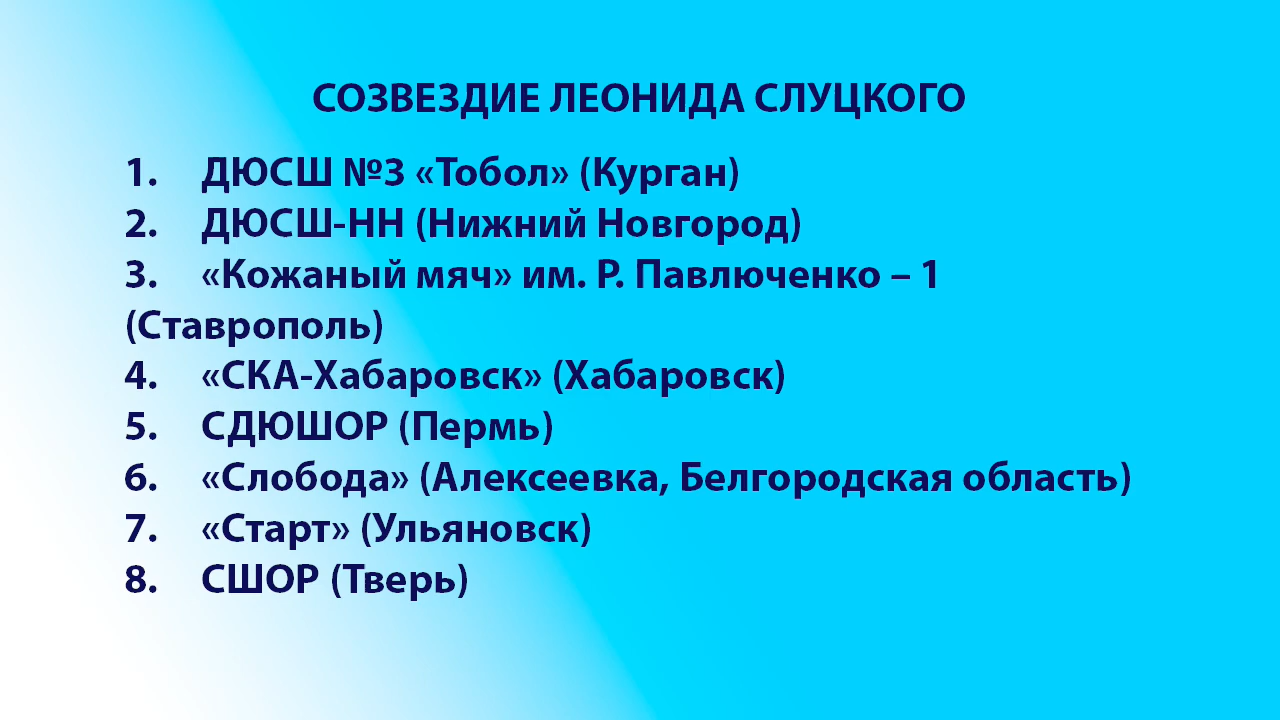 СОЗВЕЗДИЕ ЛЕОНИДА СЛУЦКОГО
1. ДЮСШ №3 «Тобол» (Курган)
2. ДЮСШ-НН (Нижний Новгород)
3. «Кожаный мяч» им. Р. Павлюченко – 1
(Ставрополь)
4. «СКА-Хабаровск» (Хабаровск)
5. СДЮШОР (Пермь)
6. «Слобода» (Алексеевка, Белгородская область)
7. «Старт» (Ульяновск)
8. СШОР (Тверь)